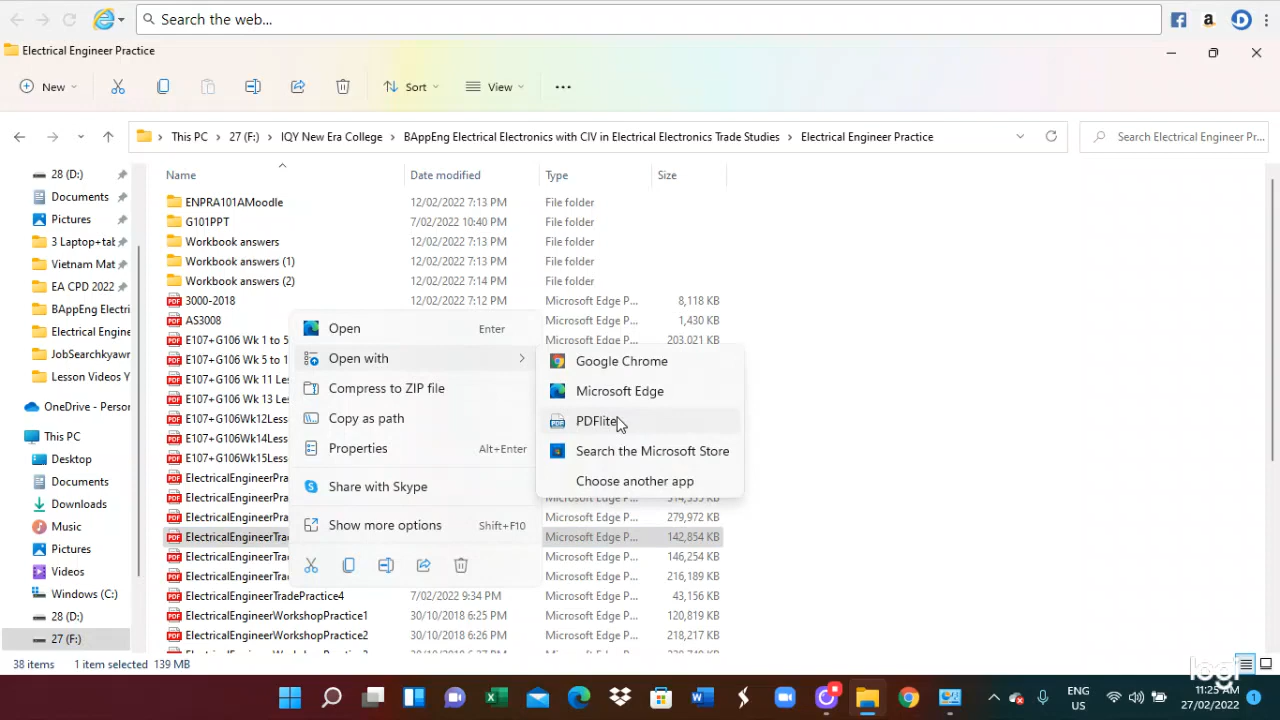 Search the web...
Electrical Engineer Practice
New
Sort
View
This PC > 27 (F:) > IQY New Era College > BAppEng Electrical Electronics with CIV in Electrical Electronics Trade Studies > Electrical Engineer Practice
Search Electrical Engineer Pr...
Name Date modified Type Size
28 (D:)
Documents
Pictures
3 Laptop+tab
Vietnam Mat
EA CPD 2022
BAppEng Electri
Electrical Engine
JobSearchkyawr
Lesson Videos Y
OneDrive - Person
This PC
Desktop
Documents
Downloads
Music
Pictures
Videos
Windows (C:)
28 (D:)
27 (F:)
ENPRA101AMoodle 12/02/2022 7:13 PM File folder
G101PPT 7/02/2022 10:40 PM File folder
Workbook answers 12/02/2022 7:13 PM File folder
Workbook answers (1) 12/02/2022 7:13 PM File folder
Workbook answers (2) 12/02/2022 7:14 PM File folder
3000-2018 12/02/2022 7:12 PM Microsoft Edge P... 8,118 KB
AS3008 Microsoft Edge P... 1,430 KB
E107+G106 Wk 1 to 5 Microsoft Edge P... 203,021 KB
E107+G106 Wk 5 to 1
E107+G106 Wk 11 Les
E107+G106 Wk 13 Les
E107+G106Wk12Less
E107+G106Wk14Less
E107+G106Wk15Less
ElectricalEngineerPra
ElectricalEngineerPra
ElectricalEngineerPra Microsoft Edge P... 279,972 KB
ElectricalEngineerTra Microsoft Edge P... 142,854 KB
ElectricalEngineerTra Microsoft Edge P... 146,254 KB
ElectricalEngineerTra Microsoft Edge P... 216,189 KB
ElectricalEngineerTradePractice4 7/02/2022 9:34 PM Microsoft Edge P... 43,156 KB
ElectricalEngineerWorkshopPractice1 30/10/2018 6:25 PM Microsoft Edge P... 120,819 KB
ElectricalEngineerWorkshopPractice2 30/10/2018 6:26 PM Microsoft Edge P... 218,217 KB
Open Enter
Open with
Compress to ZIP file
Copy as path
Properties Alt+Enter
Share with Skype
Show more options Shift+F10
Google Chrome
Microsoft Edge
PDFlite
Search the Microsoft Store
Choose another app
38 items 1 item selected 139 MB
logi
ENG
US
11:25 AM
27/02/2022